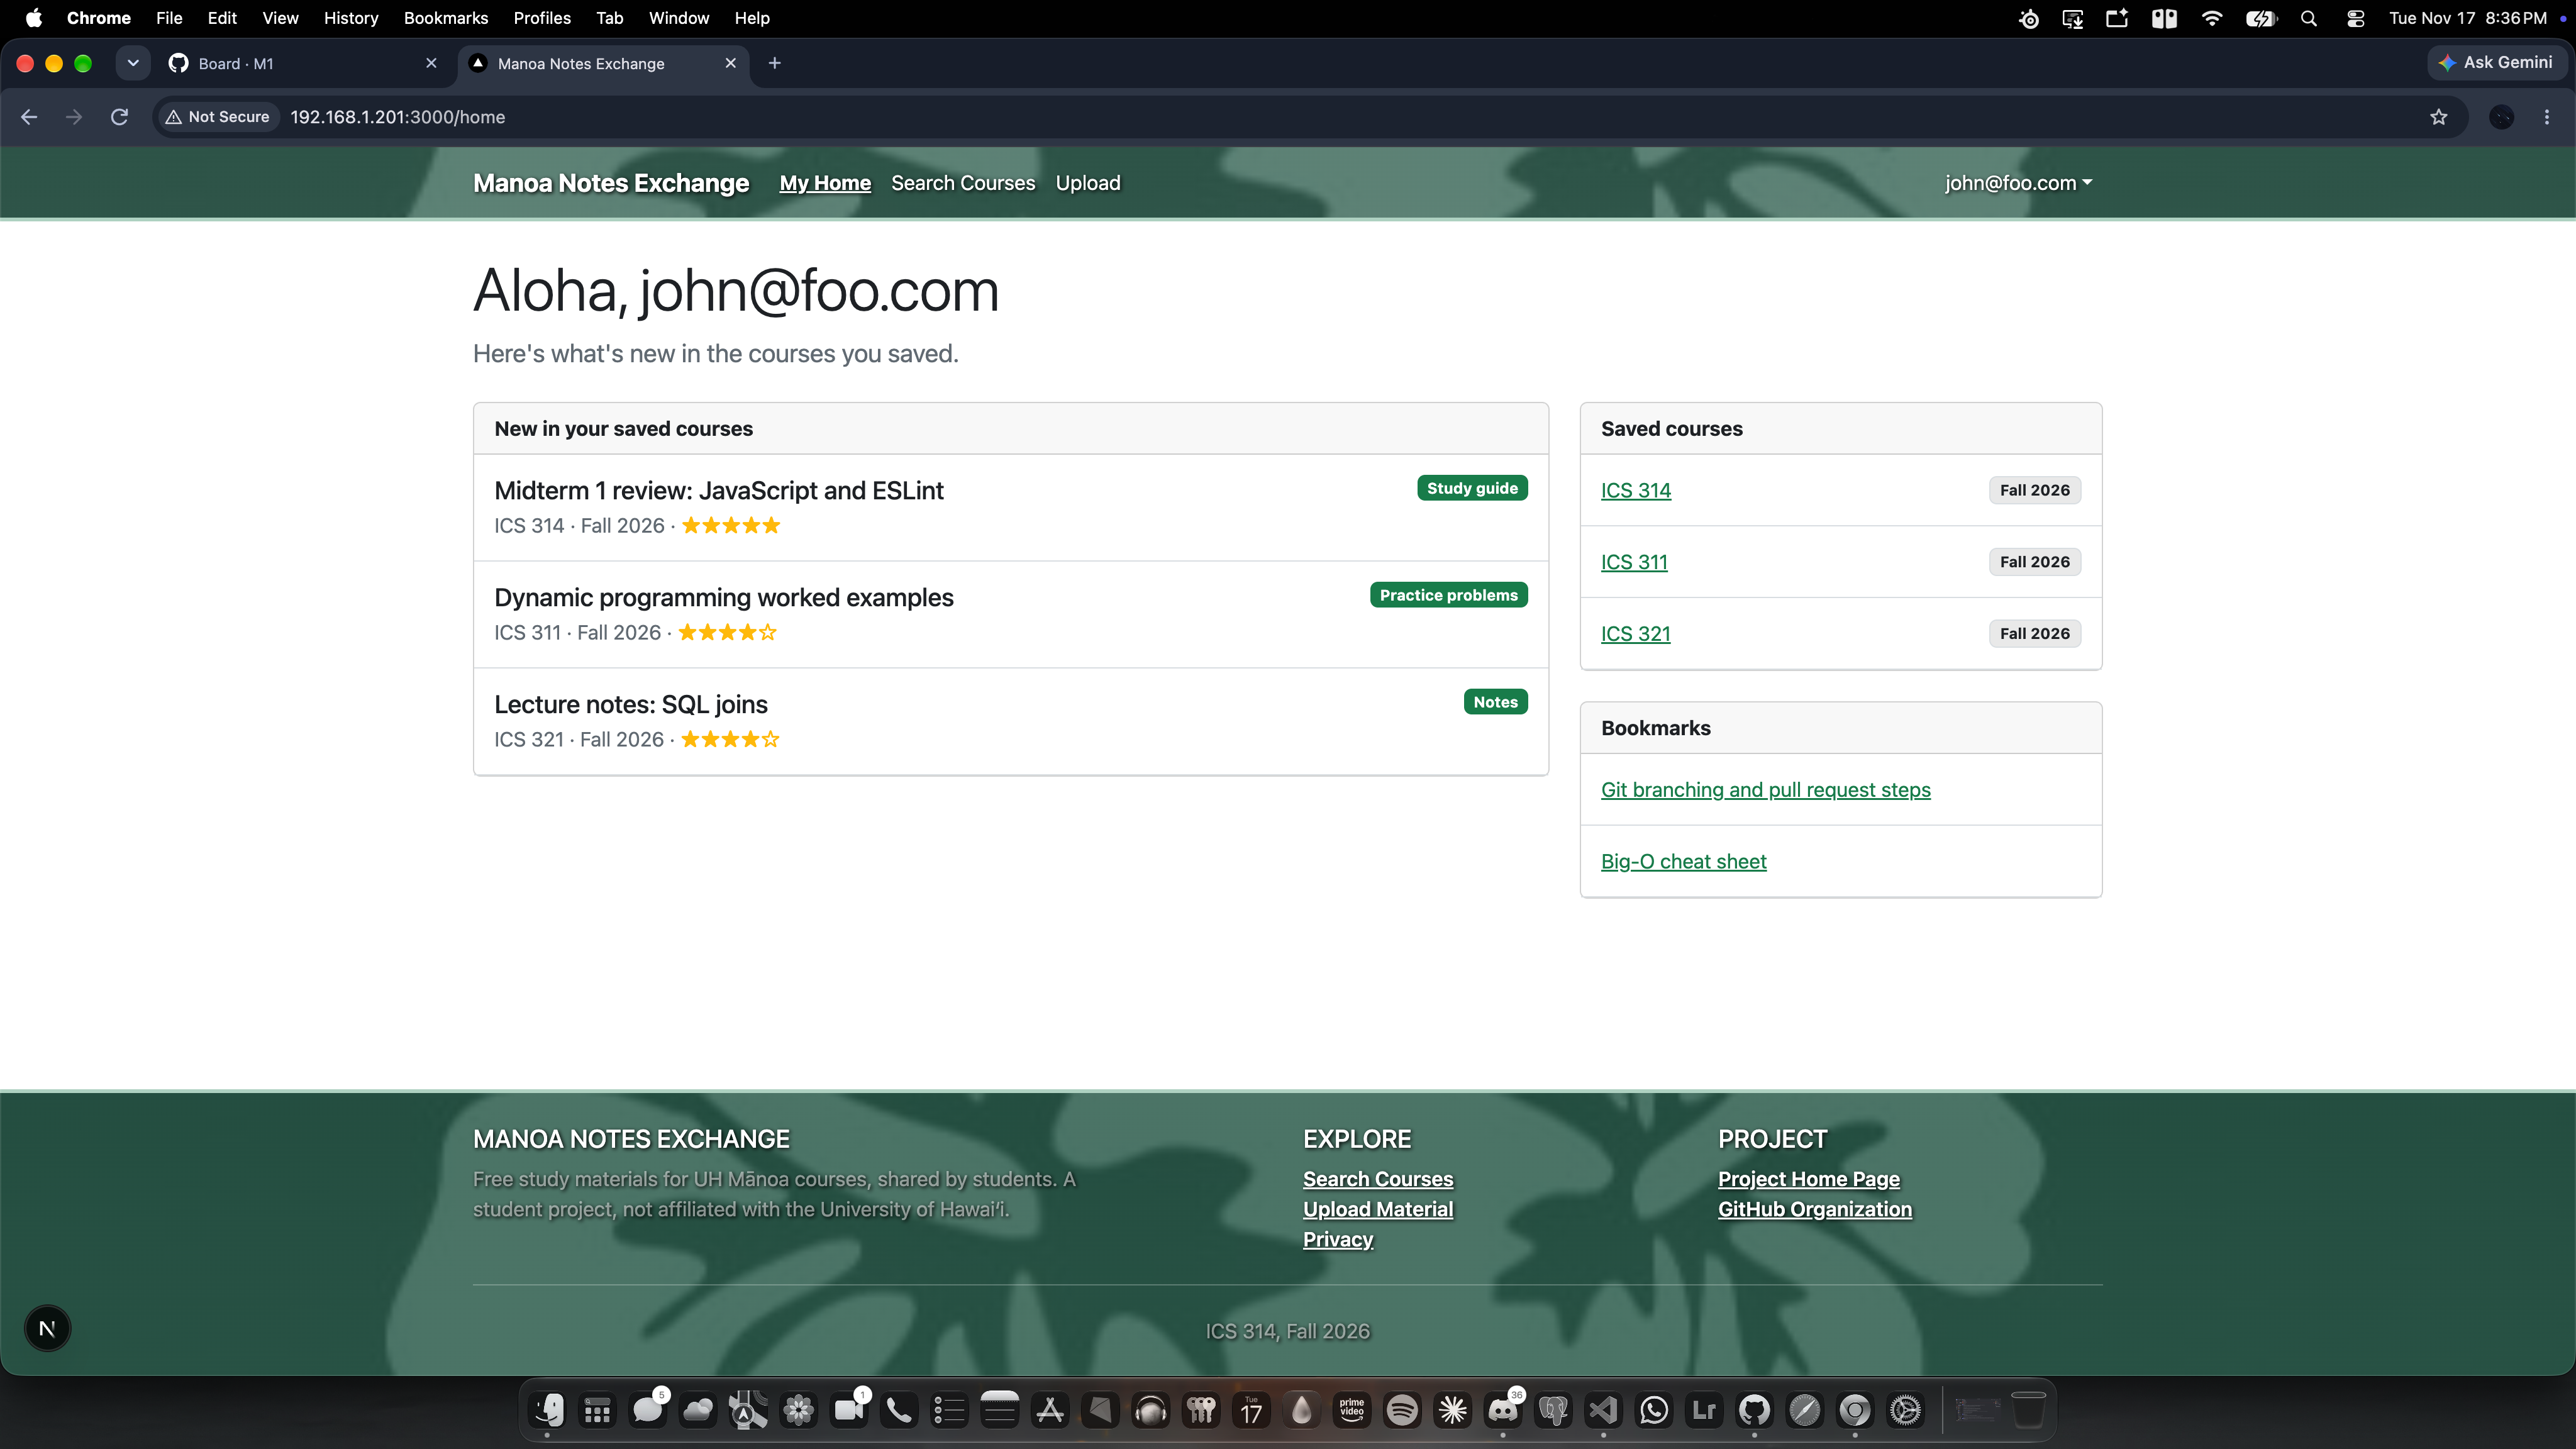 Chrome File Edit View History Bookmarks Profiles Tab Window Help
Tue Nov 17 8:36 PM
Board · M1
Manoa Notes Exchange
Ask Gemini
Not Secure
192.168.1.201:3000/home
Manoa Notes Exchange
My Home
Search Courses
Upload
john@foo.com
Aloha, john@foo.com
Here's what's new in the courses you saved.
New in your saved courses
Midterm 1 review: JavaScript and ESLint
Study guide
ICS 314 · Fall 2026 · ★★★★★
Dynamic programming worked examples
Practice problems
ICS 311 · Fall 2026 · ★★★★☆
Lecture notes: SQL joins
Notes
ICS 321 · Fall 2026 · ★★★★☆
Saved courses
ICS 314
Fall 2026
ICS 311
Fall 2026
ICS 321
Fall 2026
Bookmarks
Git branching and pull request steps
Big-O cheat sheet
MANOA NOTES EXCHANGE
Free study materials for UH Mānoa courses, shared by students. A
student project, not affiliated with the University of Hawaiʻi.
EXPLORE
Search Courses
Upload Material
Privacy
PROJECT
Project Home Page
GitHub Organization
ICS 314, Fall 2026
N
5
1
Tue
17
prime video
36
Lr